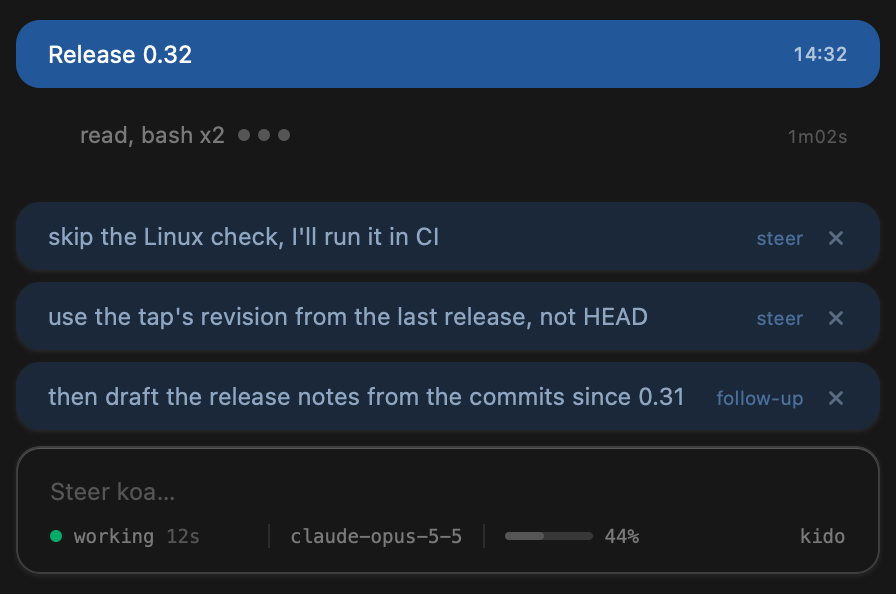 Release 0.32 14:32
read, bash x2 1m02s
skip the Linux check, I'll run it in CI steer ×
use the tap's revision from the last release, not HEAD steer ×
then draft the release notes from the commits since 0.31 follow-up ×
Steer koa...
working 12s claude-opus-5-5 44% kido